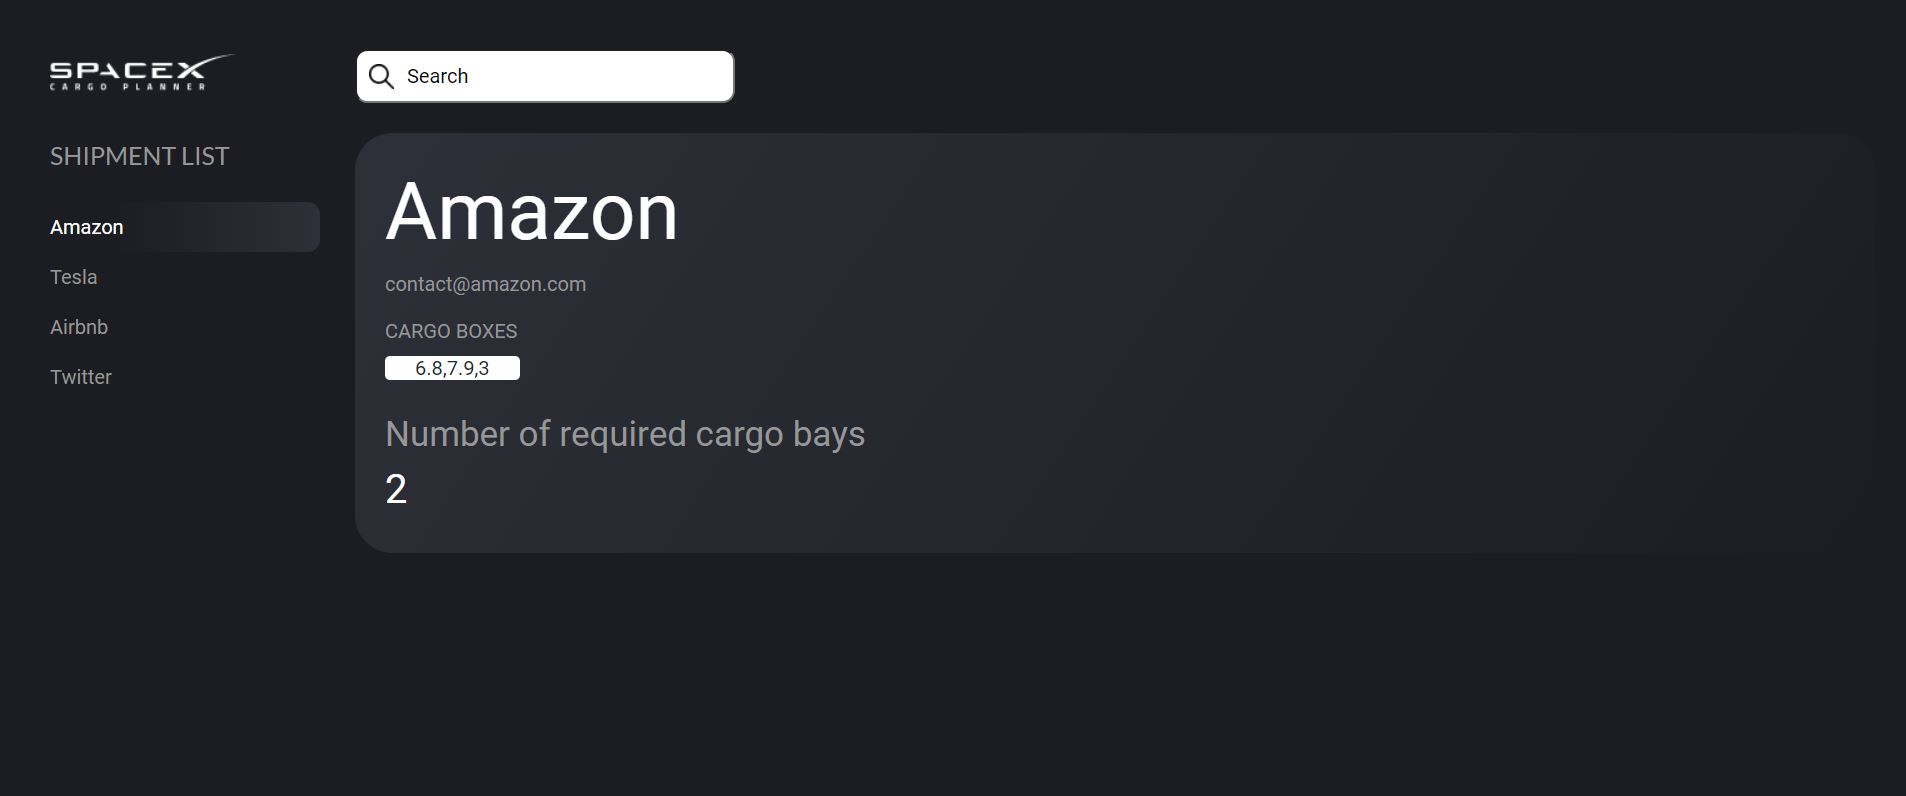 SPACEX
CARGO PLANNER
Search
SHIPMENT LIST
Amazon
Tesla
Airbnb
Twitter
Amazon
contact@amazon.com
CARGO BOXES
6.8,7.9,3
Number of required cargo bays
2